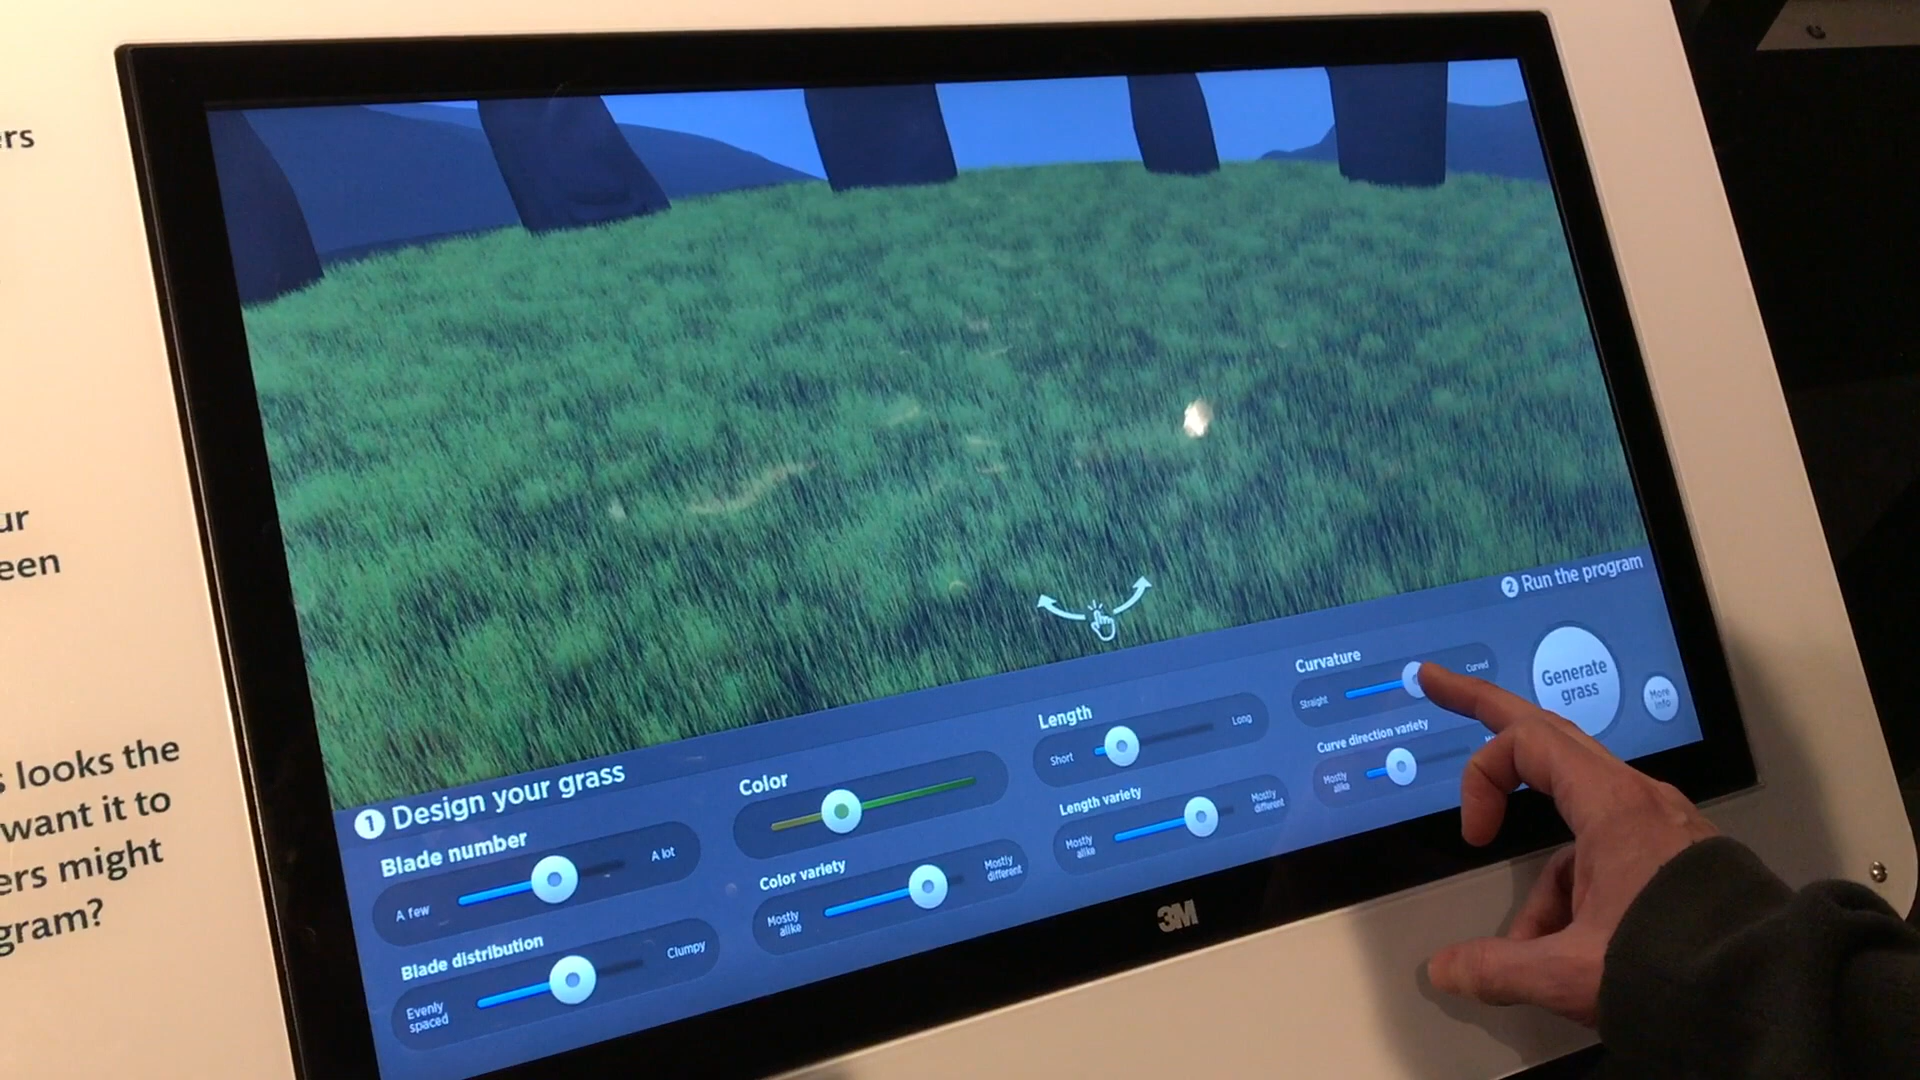 ers
ur
een
s looks the
want it to
ers might
gram?
1 Design your grass
Blade number
A few
A lot
Blade distribution
Evenly
spaced
Clumpy
Color
Color variety
Mostly
alike
Mostly
different
Length
Short
Long
Length variety
Mostly
alike
Mostly
different
Curvature
Straight
Curved
Curve direction variety
Mostly
alike
2 Run the program
Generate
grass
More
info
3M